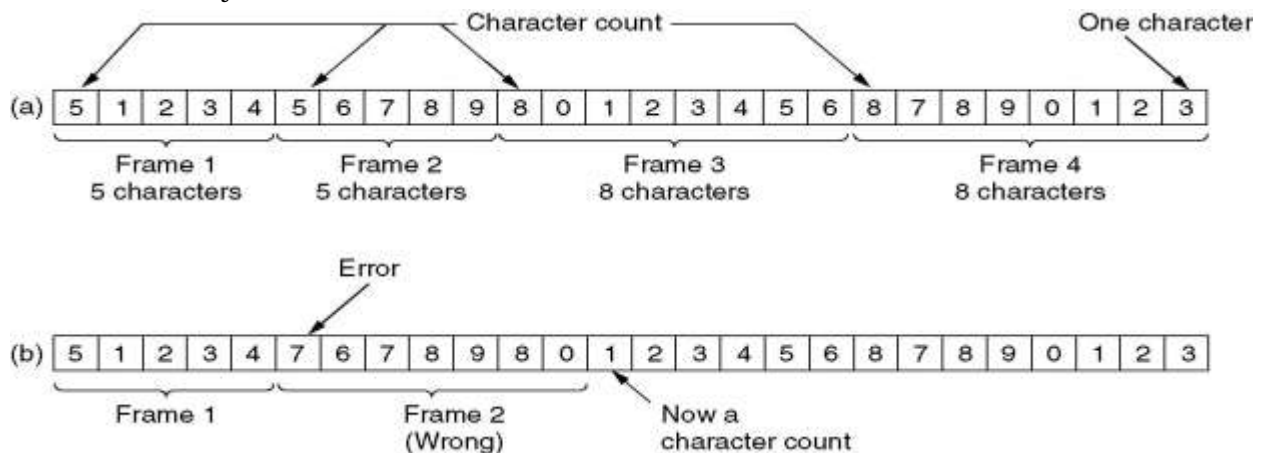 Character count One character
(a) 5 1 2 3 4 5 6 7 8 9 8 0 1 2 3 4 5 6 8 7 8 9 0 1 2 3
Frame 1 Frame 2 Frame 3 Frame 4
5 characters 5 characters 8 characters 8 characters
Error
(b) 5 1 2 3 4 7 6 7 8 9 8 0 1 2 3 4 5 6 8 7 8 9 0 1 2 3
Frame 1 Frame 2 Now a
(Wrong) character count